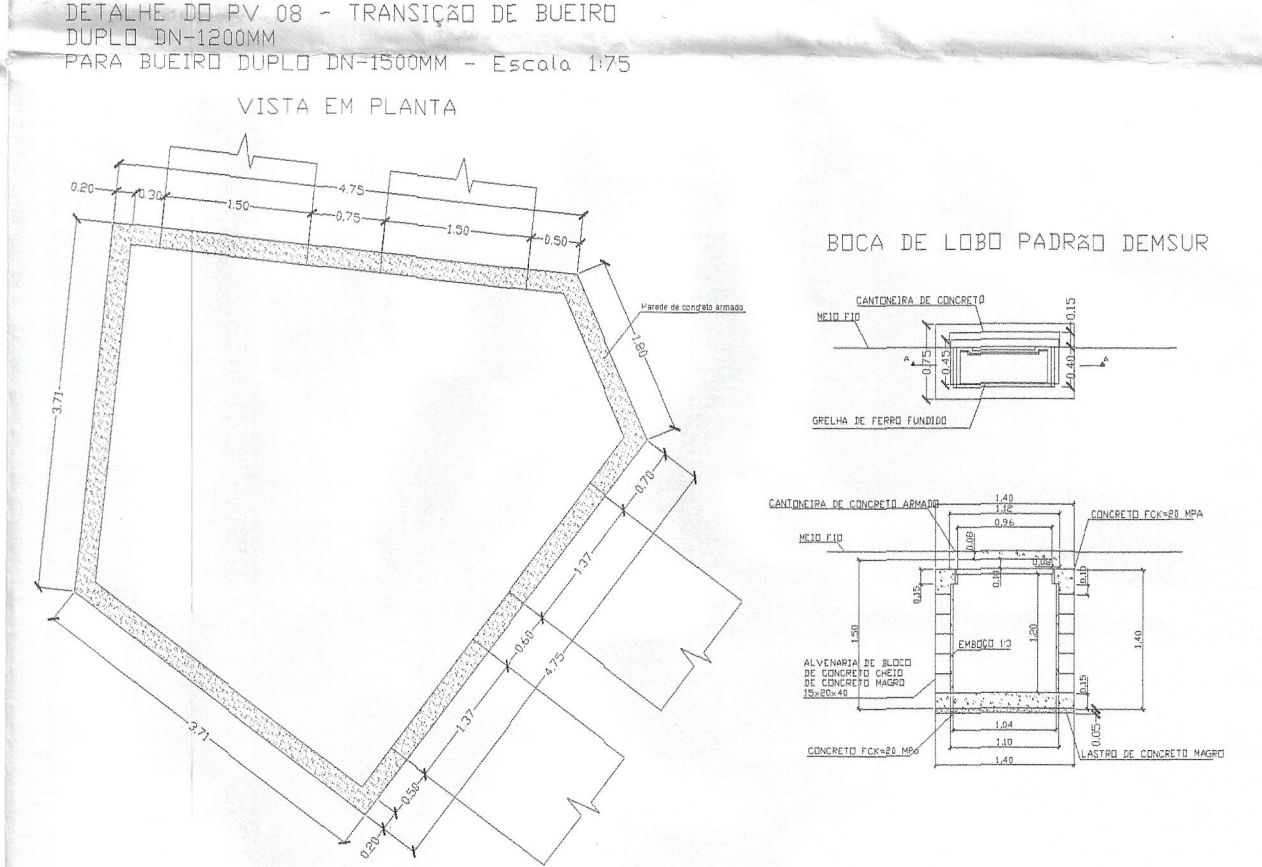 DETALHE DO PV 08 - TRANSIÇÃO DE BUEIRO
DUPLO DN-1200MM
PARA BUEIRO DUPLO DN-1500MM - Escala 1:75
VISTA EM PLANTA
0.20
0.30
1.50
4.75
0.75
1.50
0.50
3.71
Parede de concreto armado
1.80
0.70
1.37
0.60
4.75
1.37
0.50
0.20
3.71
BOCA DE LOBO PADRÃO DEMSUR
CANTONEIRA DE CONCRETO
MEIO FIO
0.15
0.75
0.45
0.40
A
A
GRELHA DE FERRO FUNDIDO
CANTONEIRA DE CONCRETO ARMADO
1,40
1,12
0,96
CONCRETO FCK=20 MPA
MEIO FIO
0,08
0,08
0,10
0,10
0,15
1,50
1,20
1,40
EMBOÇO 1:3
ALVENARIA DE BLOCO
DE CONCRETO CHEIO
DE CONCRETO MAGRO
15x20x40
0,15
1,04
0,05
1,10
CONCRETO FCK=20 MPa
LASTRO DE CONCRETO MAGRO
1,40